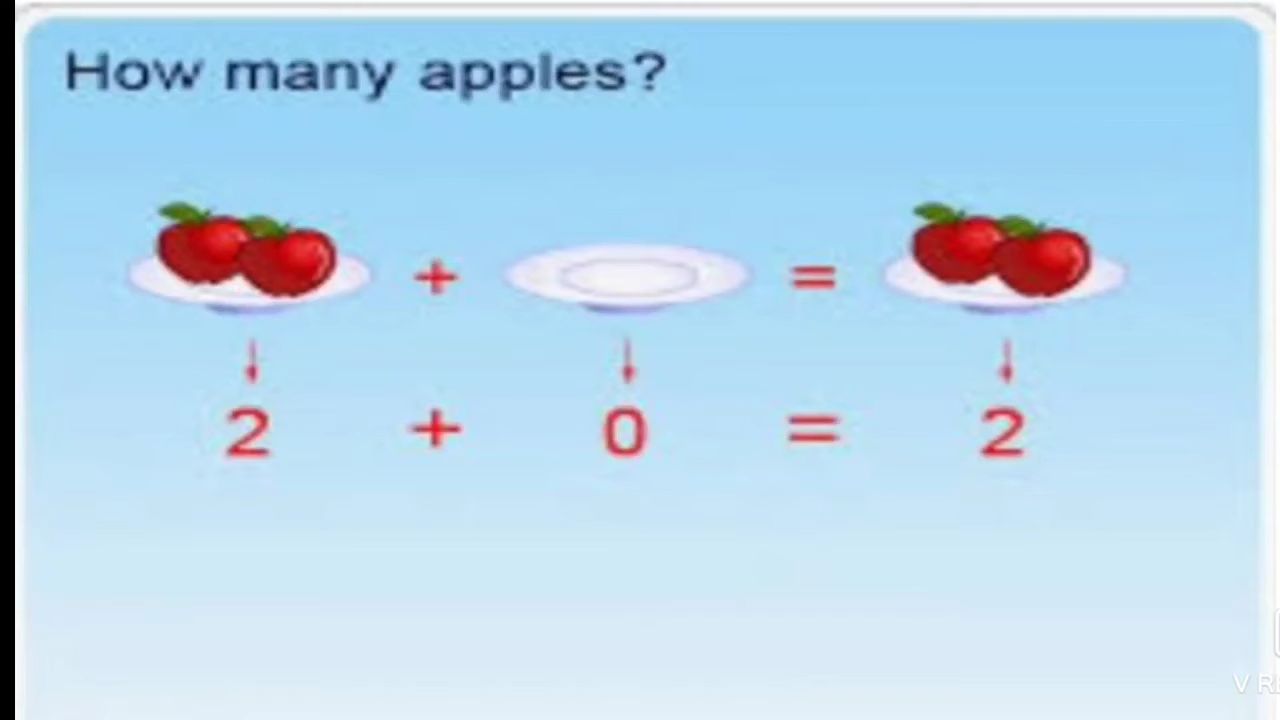 How many apples?
+ =
2 + 0 = 2